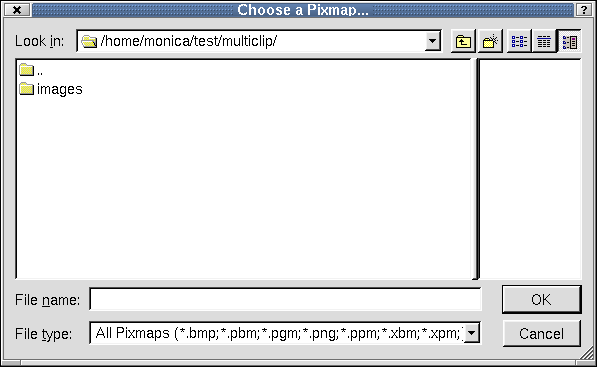 Choose a Pixmap...
Look in: /home/monica/test/multiclip/
..
images
File name:
OK
File type: All Pixmaps (*.bmp;*.pbm;*.pgm;*.png;*.ppm;*.xbm;*.xpm;
Cancel